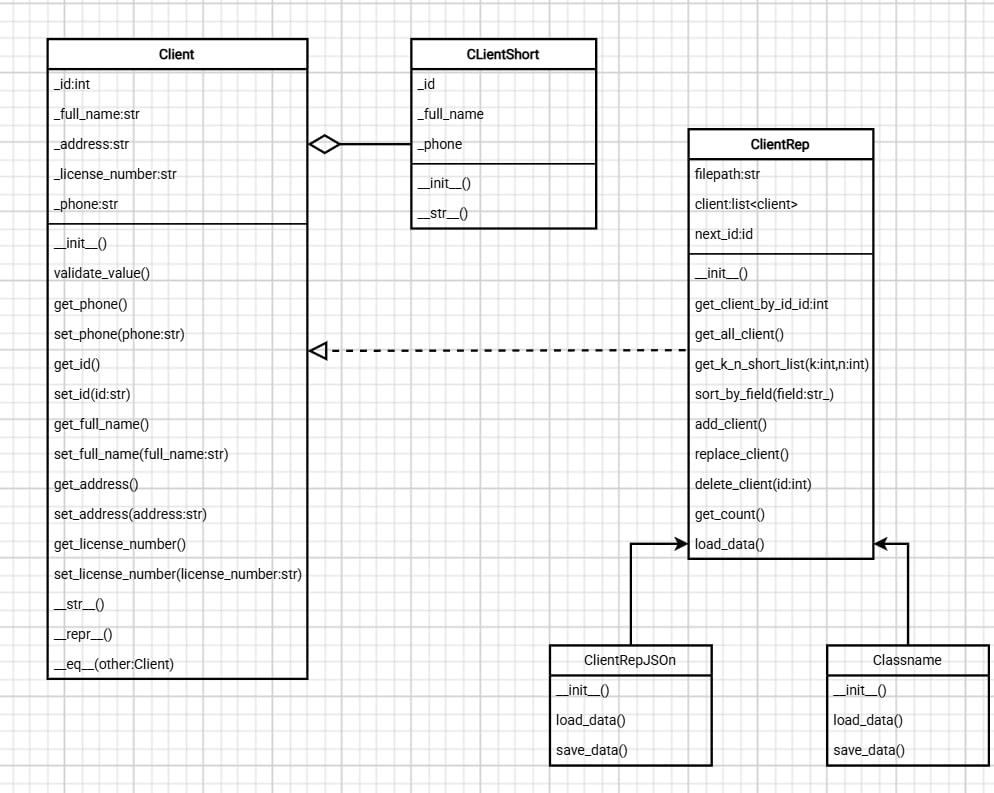 Client
_id:int
_full_name:str
_address:str
_license_number:str
_phone:str
__init__()
validate_value()
get_phone()
set_phone(phone:str)
get_id()
set_id(id:str)
get_full_name()
set_full_name(full_name:str)
get_address()
set_address(address:str)
get_license_number()
set_license_number(license_number:str)
__str__()
__repr__()
__eq__(other:Client)
CLientShort
_id
_full_name
_phone
__init__()
__str__()
ClientRep
filepath:str
client:list<client>
next_id:id
__init__()
get_client_by_id_id:int
get_all_client()
get_k_n_short_list(k:int,n:int)
sort_by_field(field:str_)
add_client()
replace_client()
delete_client(id:int)
get_count()
load_data()
ClientRepJSOn
__init__()
load_data()
save_data()
Classname
__init__()
load_data()
save_data()